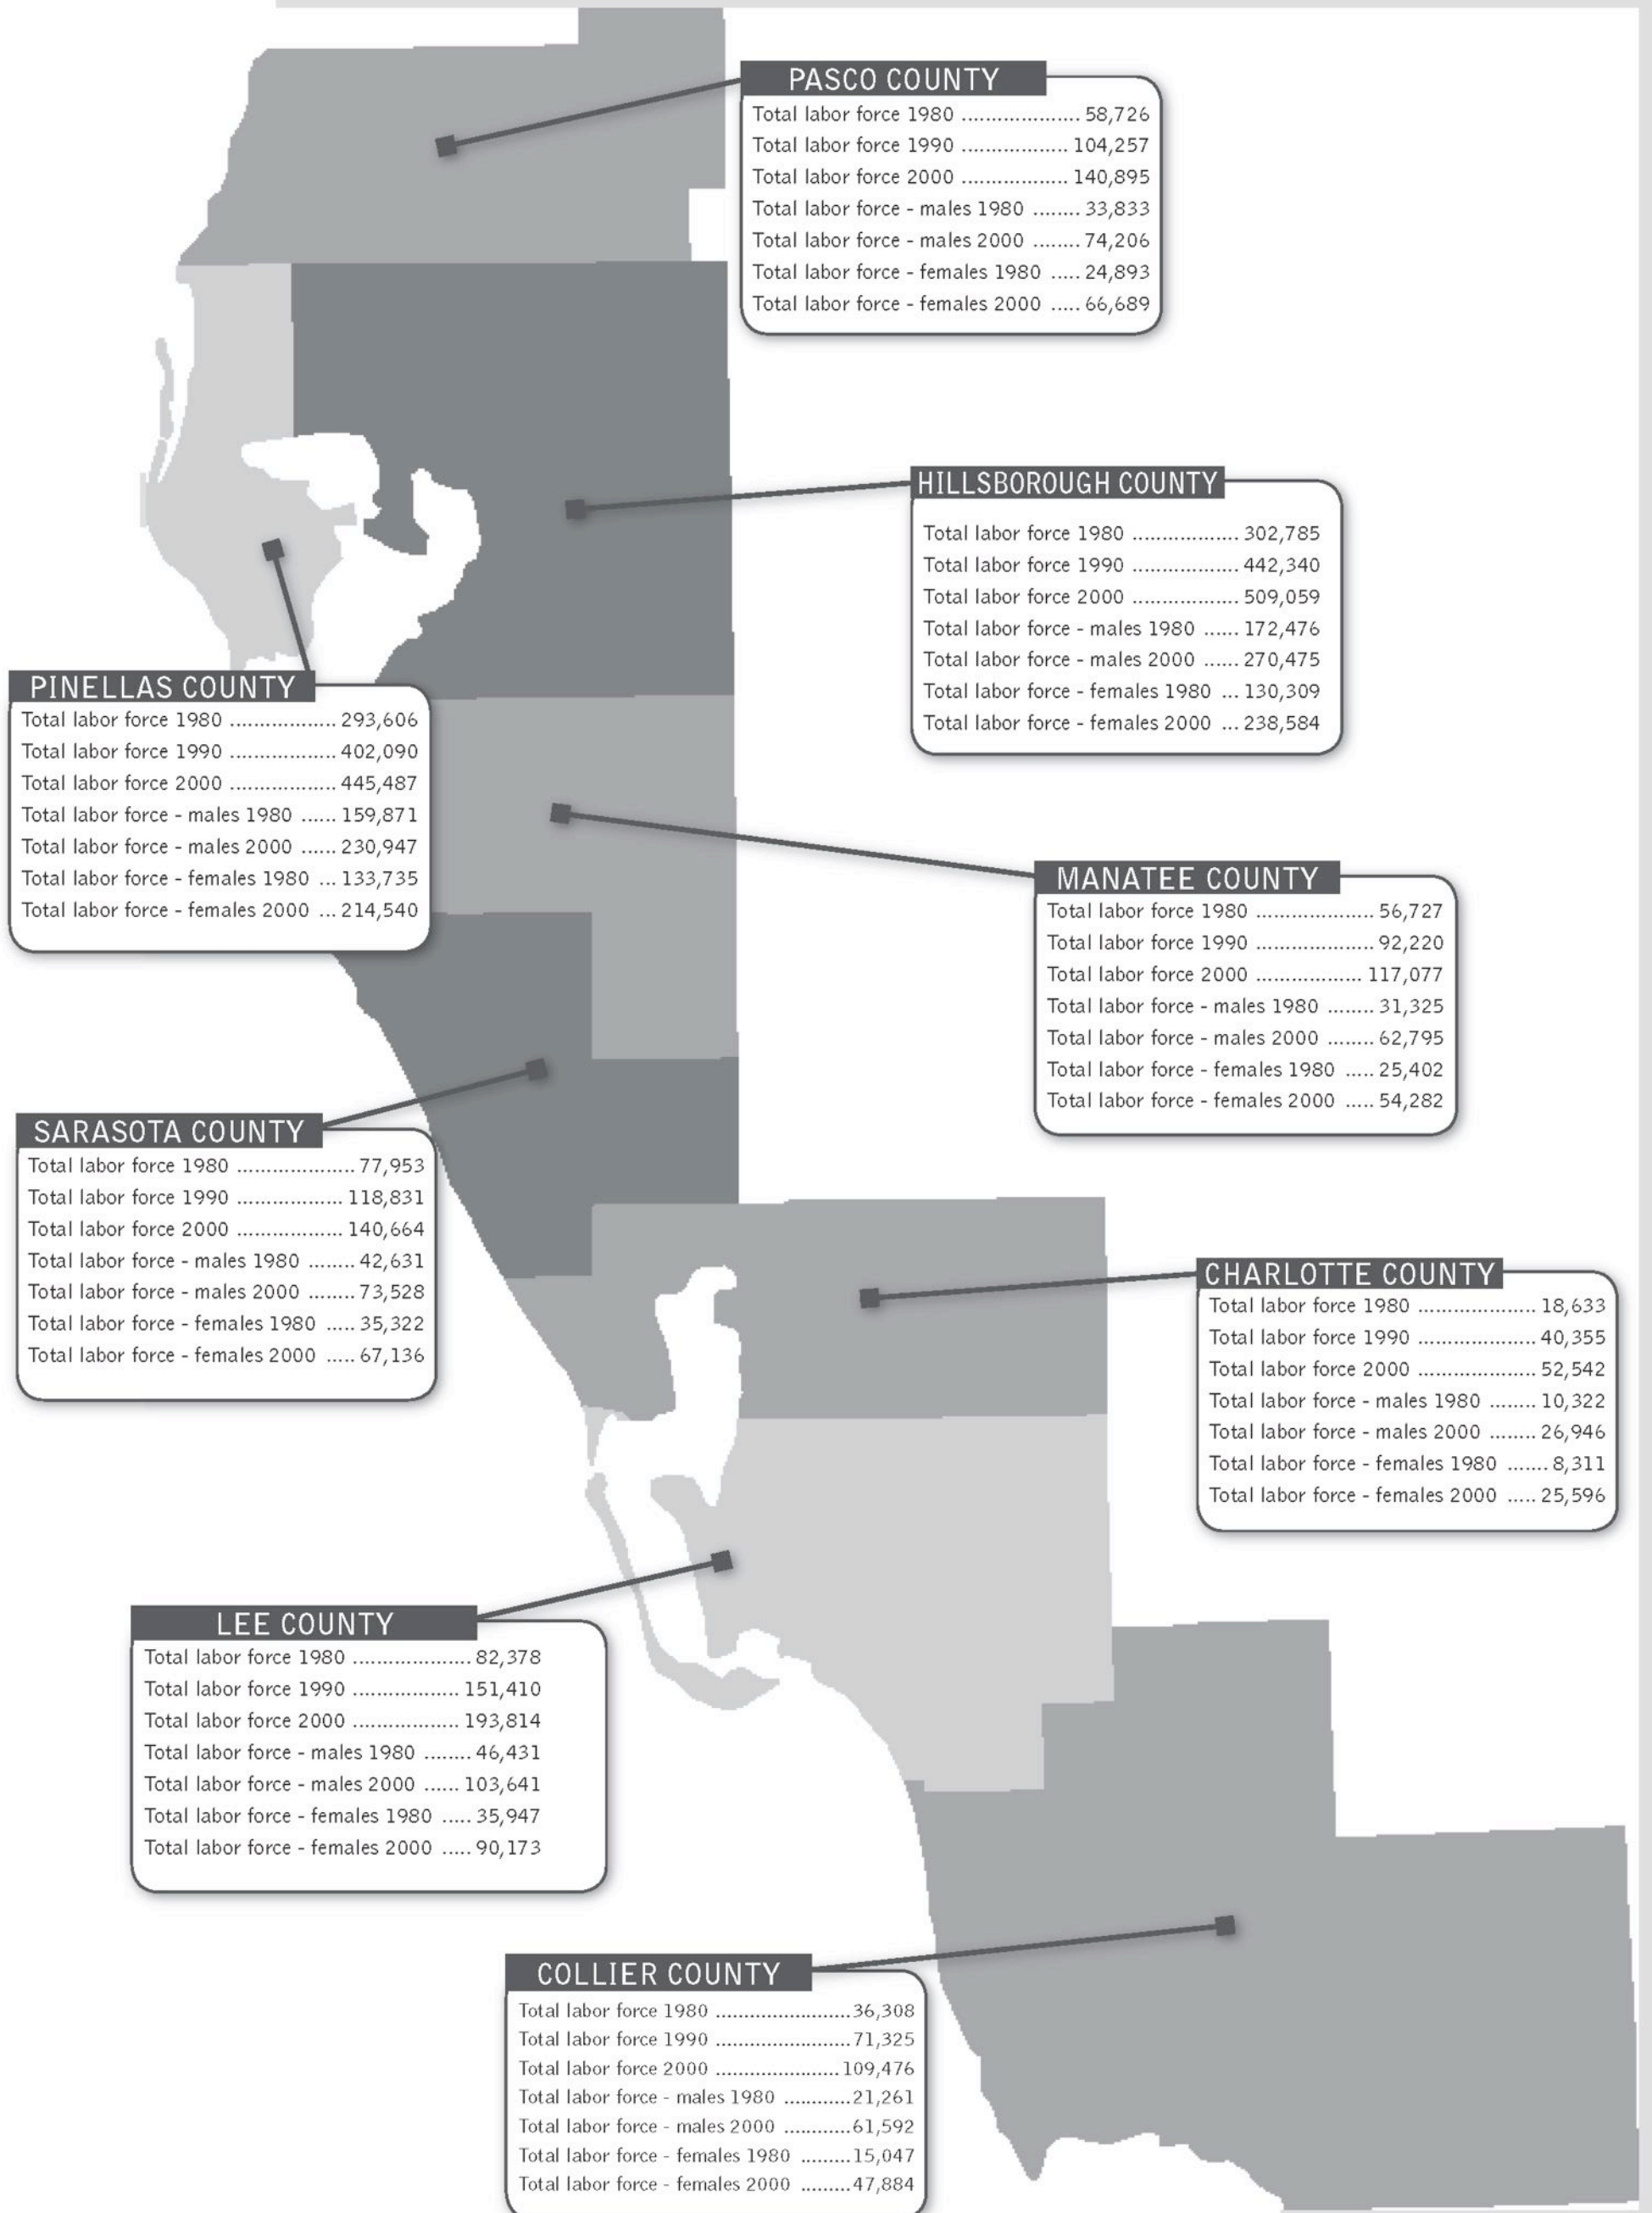 PASCO COUNTY
Total labor force 1980 .................... 58,726
Total labor force 1990 .................. 104,257
Total labor force 2000 .................. 140,895
Total labor force - males 1980 ........ 33,833
Total labor force - males 2000 ........ 74,206
Total labor force - females 1980 ..... 24,893
Total labor force - females 2000 ..... 66,689
HILLSBOROUGH COUNTY
Total labor force 1980 .................. 302,785
Total labor force 1990 .................. 442,340
Total labor force 2000 .................. 509,059
Total labor force - males 1980 ...... 172,476
Total labor force - males 2000 ...... 270,475
Total labor force - females 1980 ... 130,309
Total labor force - females 2000 ... 238,584
PINELLAS COUNTY
Total labor force 1980 .................. 293,606
Total labor force 1990 .................. 402,090
Total labor force 2000 .................. 445,487
Total labor force - males 1980 ...... 159,871
Total labor force - males 2000 ...... 230,947
Total labor force - females 1980 ... 133,735
Total labor force - females 2000 ... 214,540
MANATEE COUNTY
Total labor force 1980 .................... 56,727
Total labor force 1990 .................... 92,220
Total labor force 2000 .................. 117,077
Total labor force - males 1980 ........ 31,325
Total labor force - males 2000 ........ 62,795
Total labor force - females 1980 ..... 25,402
Total labor force - females 2000 ..... 54,282
SARASOTA COUNTY
Total labor force 1980 .................... 77,953
Total labor force 1990 .................. 118,831
Total labor force 2000 .................. 140,664
Total labor force - males 1980 ........ 42,631
Total labor force - males 2000 ........ 73,528
Total labor force - females 1980 ..... 35,322
Total labor force - females 2000 ..... 67,136
CHARLOTTE COUNTY
Total labor force 1980 .................... 18,633
Total labor force 1990 .................... 40,355
Total labor force 2000 .................... 52,542
Total labor force - males 1980 ........ 10,322
Total labor force - males 2000 ........ 26,946
Total labor force - females 1980 ....... 8,311
Total labor force - females 2000 ..... 25,596
LEE COUNTY
Total labor force 1980 .................... 82,378
Total labor force 1990 .................. 151,410
Total labor force 2000 .................. 193,814
Total labor force - males 1980 ........ 46,431
Total labor force - males 2000 ...... 103,641
Total labor force - females 1980 ..... 35,947
Total labor force - females 2000 ..... 90,173
COLLIER COUNTY
Total labor force 1980 .......................36,308
Total labor force 1990 .......................71,325
Total labor force 2000 .....................109,476
Total labor force - males 1980 ............21,261
Total labor force - males 2000 ............61,592
Total labor force - females 1980 .........15,047
Total labor force - females 2000 .........47,884